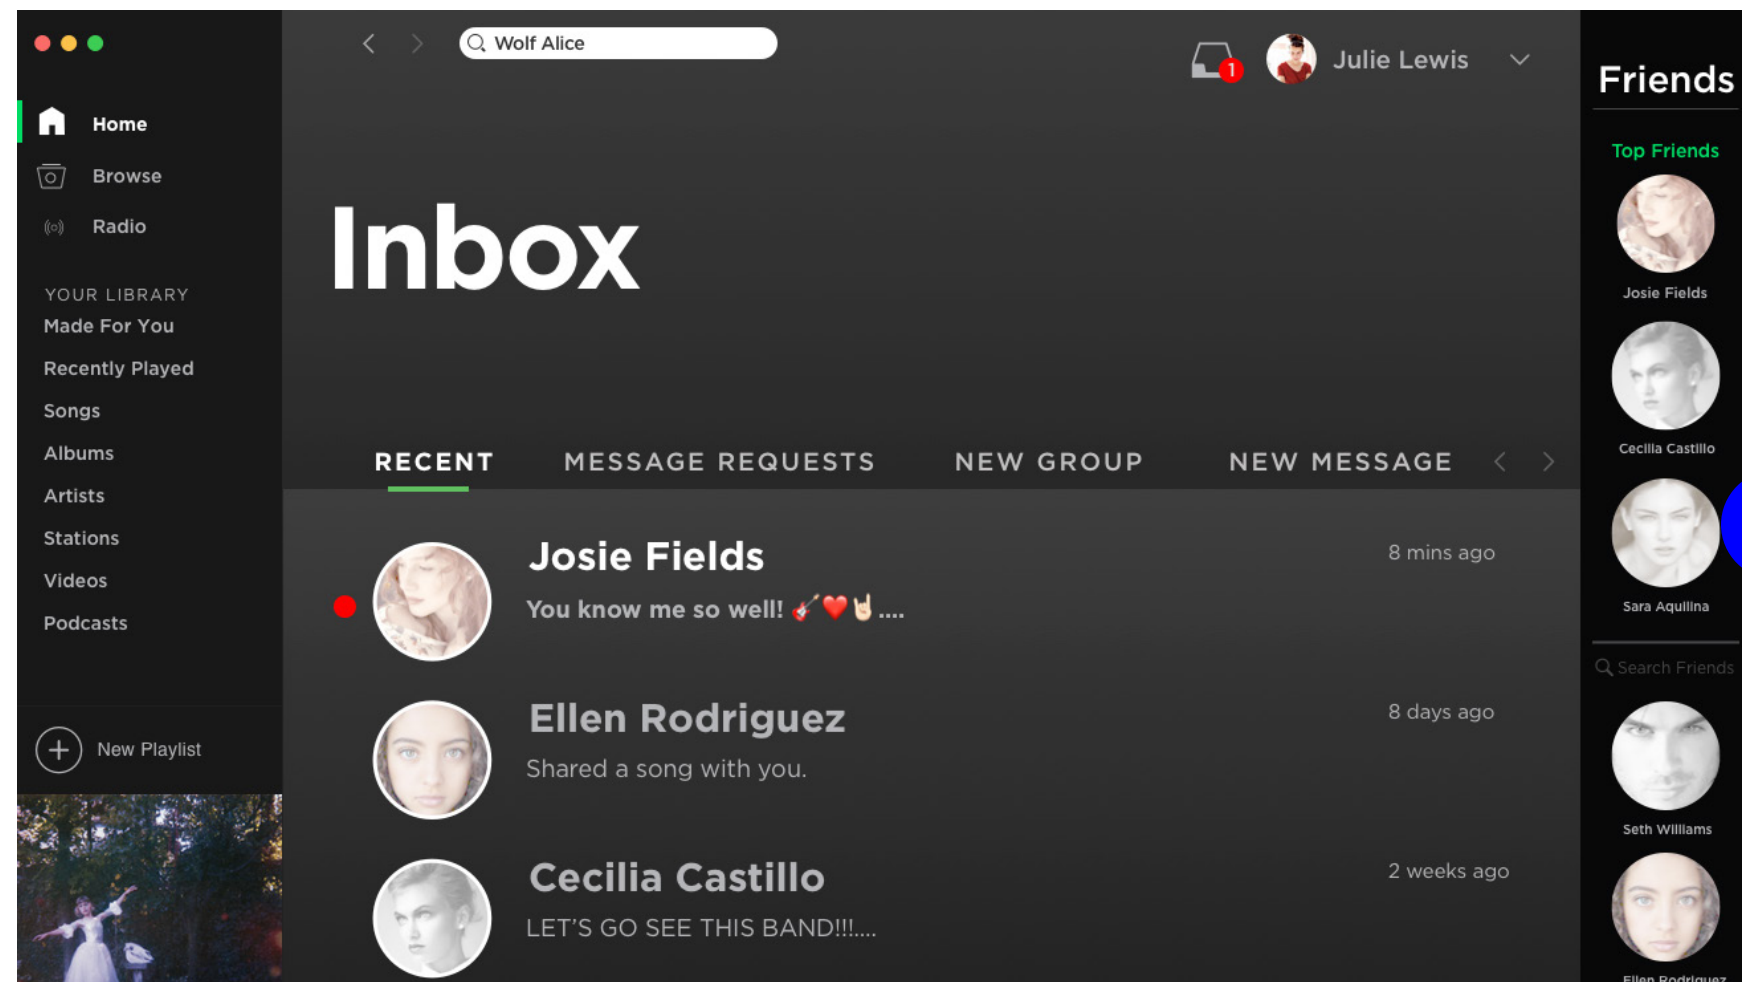 Wolf Alice
1
Julie Lewis
Home
Browse
Radio
YOUR LIBRARY
Made For You
Recently Played
Songs
Albums
Artists
Stations
Videos
Podcasts
New Playlist
Inbox
RECENT
MESSAGE REQUESTS
NEW GROUP
NEW MESSAGE
Josie Fields
8 mins ago
You know me so well! 🎸❤️🤘🏻....
Ellen Rodriguez
8 days ago
Shared a song with you.
Cecilia Castillo
2 weeks ago
LET'S GO SEE THIS BAND!!!....
Friends
Top Friends
Josie Fields
Cecilia Castillo
Sara Aquilina
Search Friends
Seth Williams
Ellen Rodriguez